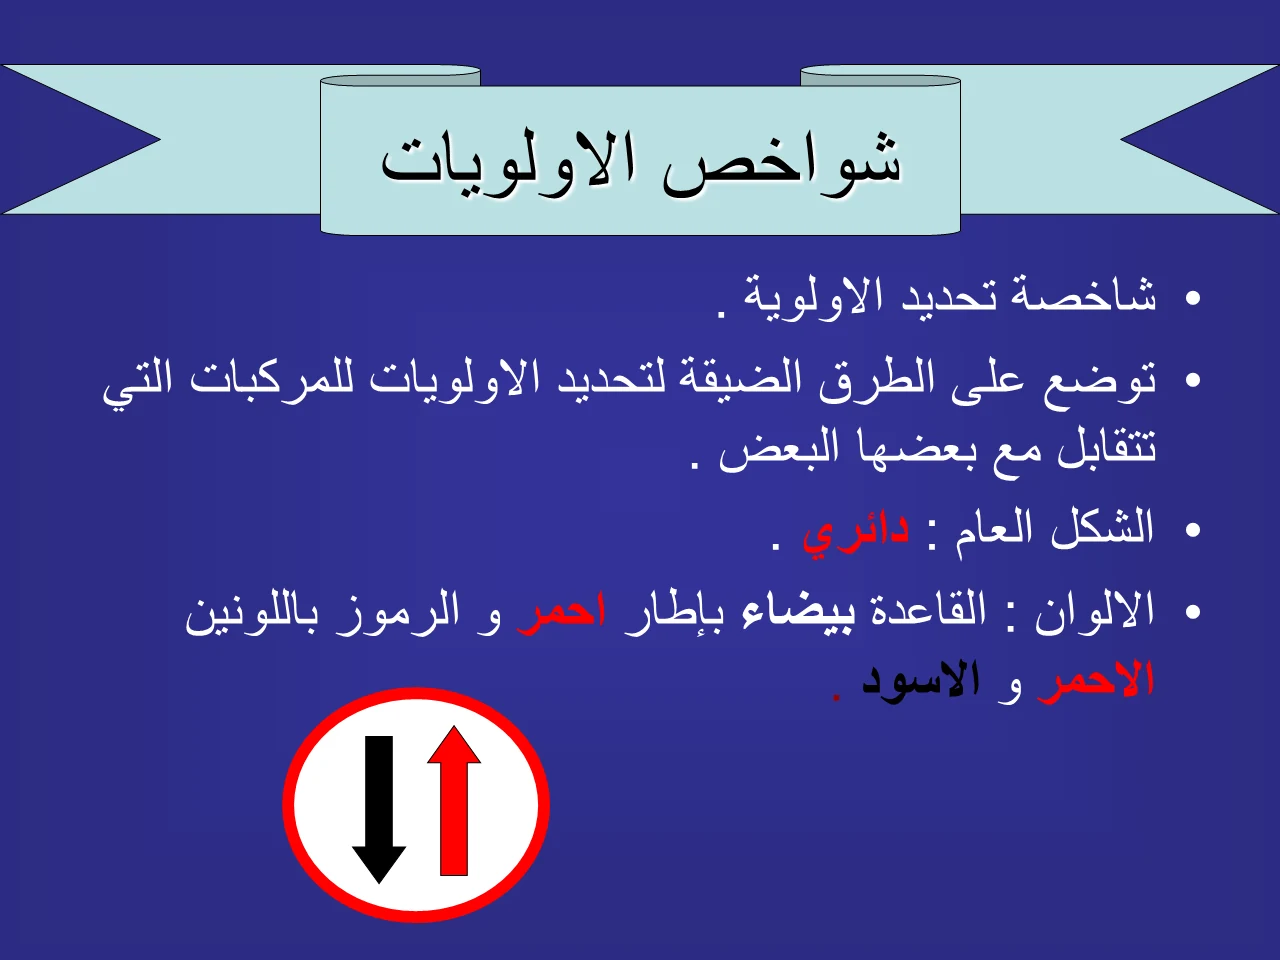 شواخص الاولويات
• شاخصة تحديد الاولوية .
• توضع على الطرق الضيقة لتحديد الاولويات للمركبات التي
تتقابل مع بعضها البعض .
• الشكل العام : دائري .
• الالوان : القاعدة بيضاء بإطار احمر و الرموز باللونين
الاحمر و الاسود .